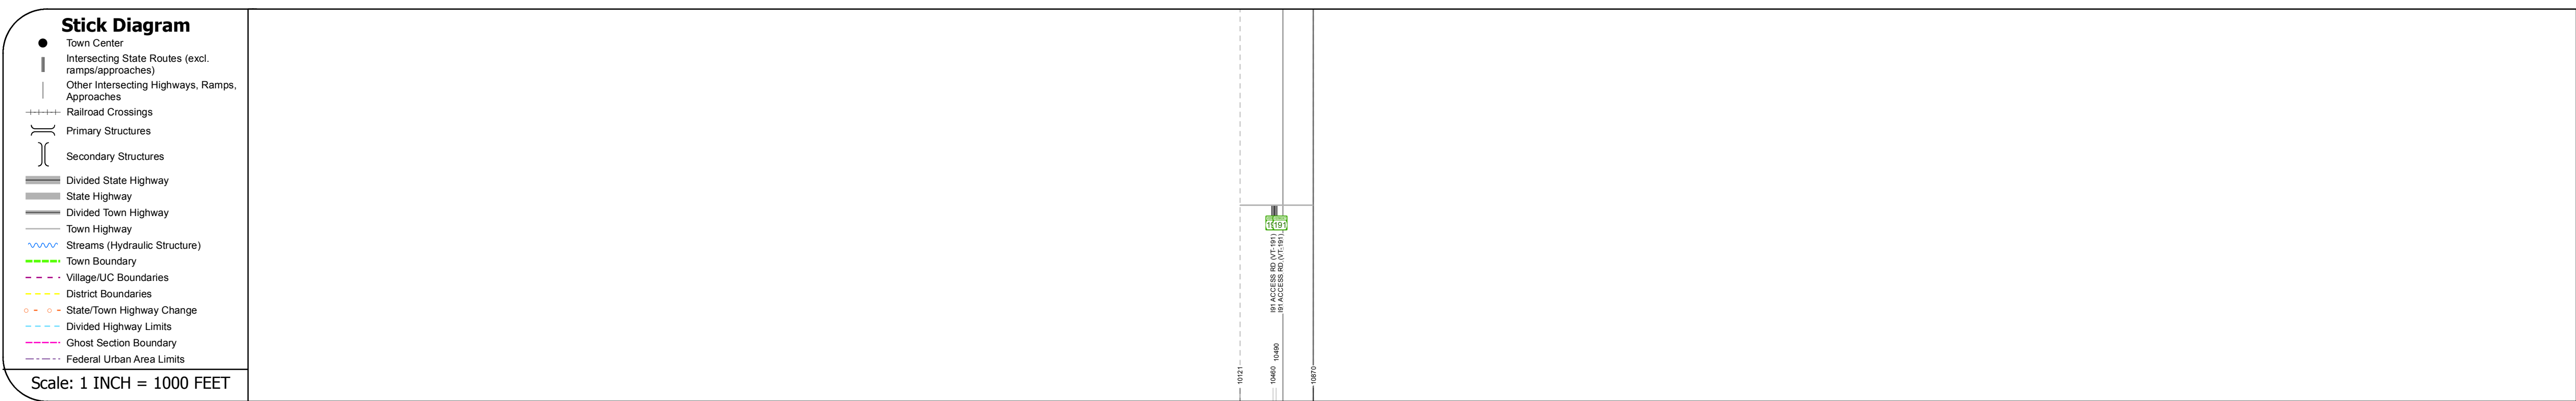 Stick Diagram
Town Center
Intersecting State Routes (excl.
ramps/approaches)
Other Intersecting Highways, Ramps,
Approaches
Railroad Crossings
Primary Structures
Secondary Structures
Divided State Highway
State Highway
Divided Town Highway
Town Highway
Streams (Hydraulic Structure)
Town Boundary
Village/UC Boundaries
District Boundaries
State/Town Highway Change
Divided Highway Limits
Ghost Section Boundary
Federal Urban Area Limits
Scale: 1 INCH = 1000 FEET
191
I91 ACCESS RD (VT-191)
I91 ACCESS RD (VT-191)
10121
10460
10490
10870